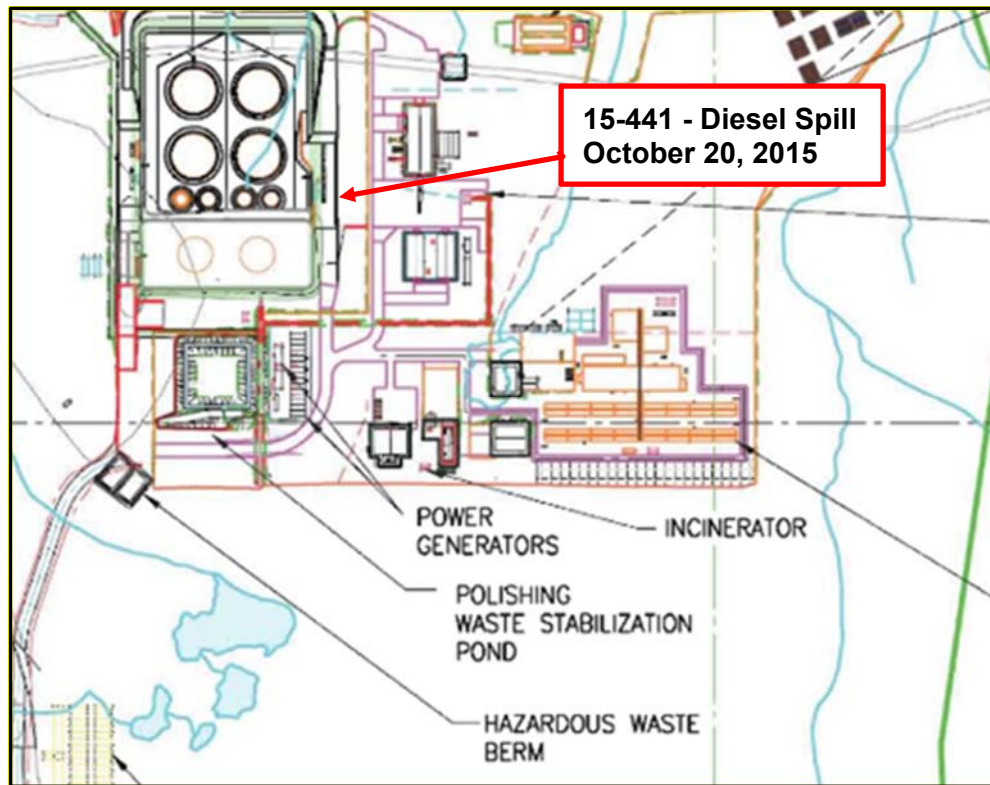 15-441 - Diesel Spill
October 20, 2015
POWER
GENERATORS
INCINERATOR
POLISHING
WASTE STABILIZATION
POND
HAZARDOUS WASTE
BERM